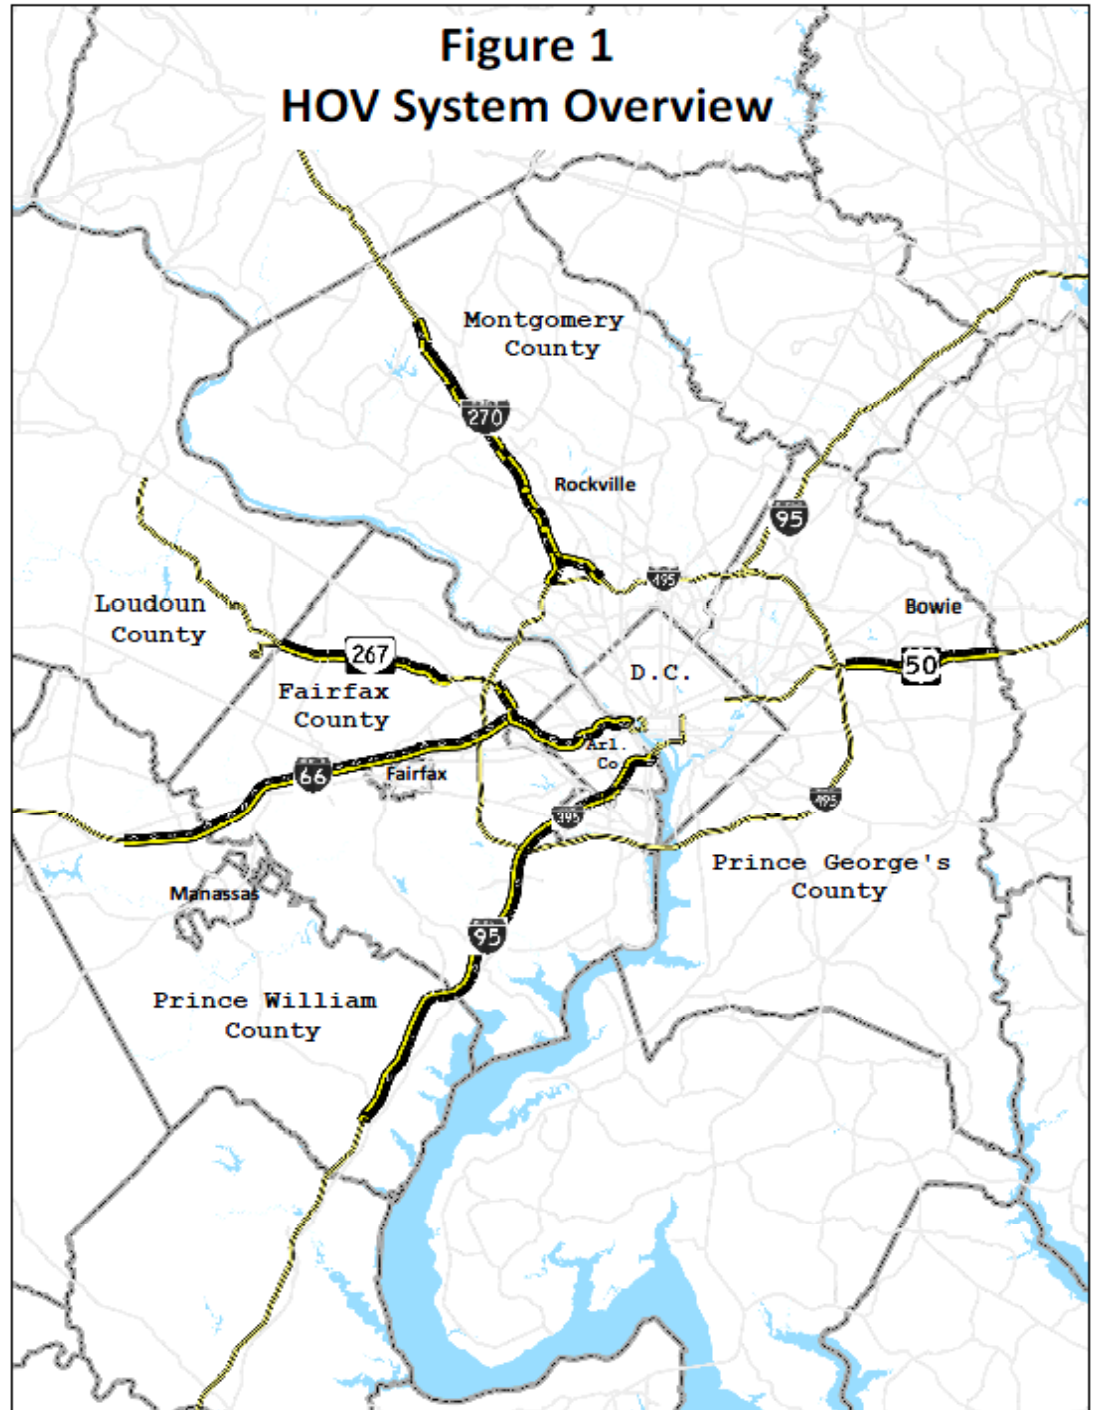 Figure 1
HOV System Overview
Montgomery
County
270
Rockville
95
495
Loudoun
County
Bowie
267
50
D.C.
Fairfax
County
Arl.
Co.
66
Fairfax
395
495
Prince George's
County
Manassas
95
Prince William
County